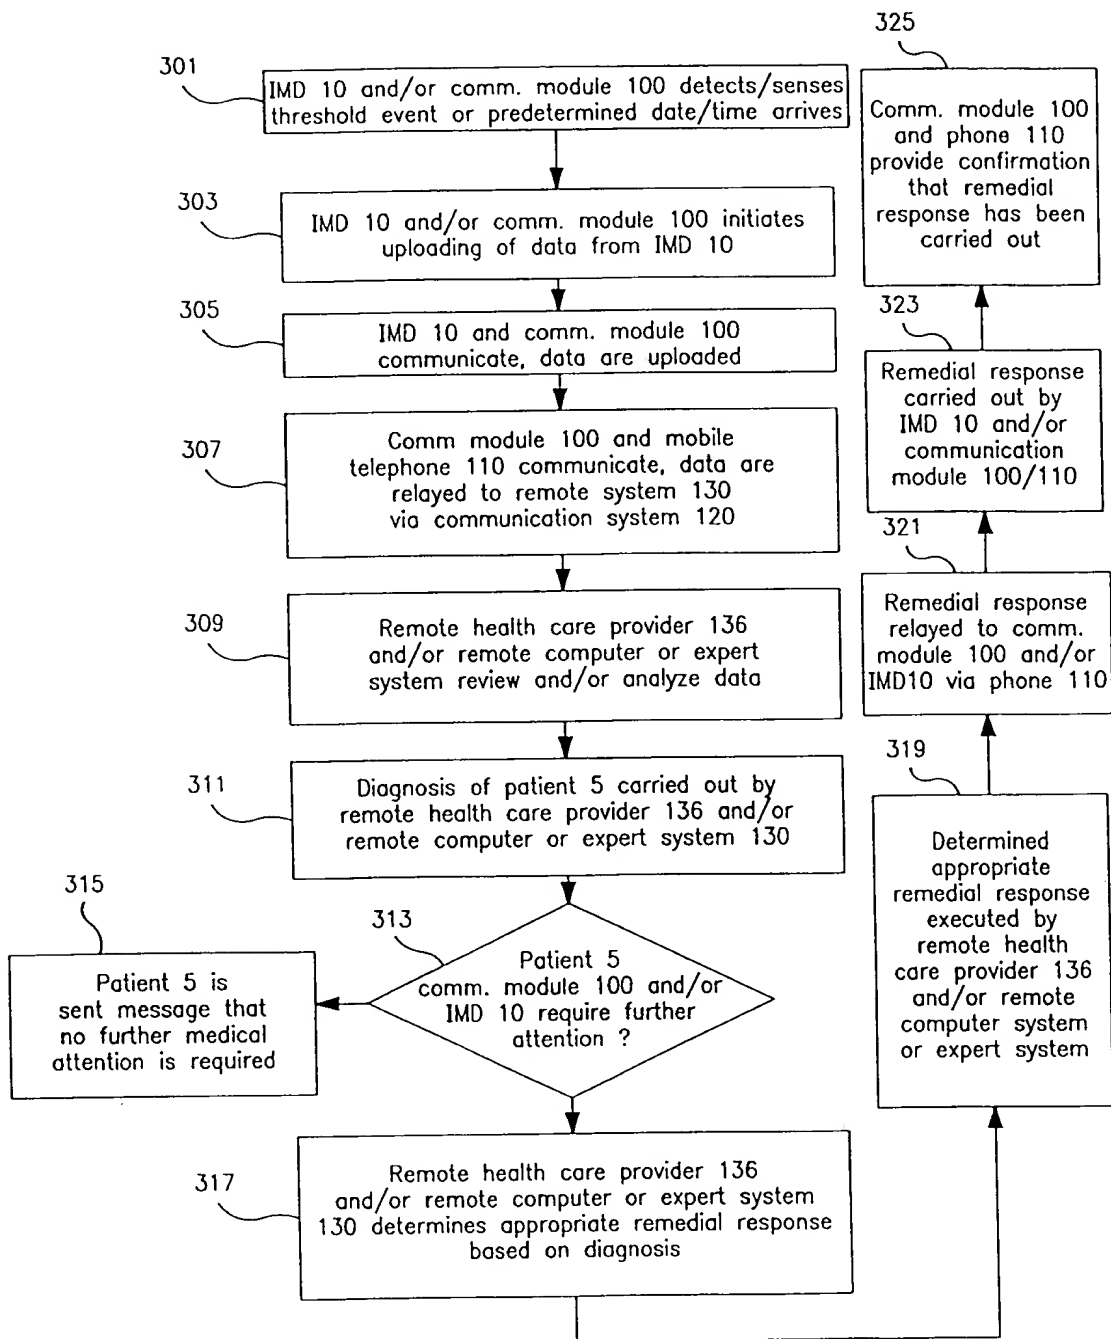 301
IMD 10 and/or comm. module 100 detects/senses
threshold event or predetermined date/time arrives
303
IMD 10 and/or comm. module 100 initiates
uploading of data from IMD 10
305
IMD 10 and comm. module 100
communicate, data are uploaded
307
Comm module 100 and mobile
telephone 110 communicate, data are
relayed to remote system 130
via communication system 120
309
Remote health care provider 136
and/or remote computer or expert
system review and/or analyze data
311
Diagnosis of patient 5 carried out by
remote health care provider 136 and/or
remote computer or expert system 130
313
Patient 5
comm. module 100 and/or
IMD 10 require further
attention ?
315
Patient 5 is
sent message that
no further medical
attention is required
317
Remote health care provider 136
and/or remote computer or expert system
130 determines appropriate remedial response
based on diagnosis
319
Determined
appropriate
remedial response
executed by
remote health
care provider 136
and/or remote
computer system
or expert system
321
Remedial response
relayed to comm.
module 100 and/or
IMD10 via phone 110
323
Remedial response
carried out by
IMD 10 and/or
communication
module 100/110
325
Comm. module 100
and phone 110
provide confirmation
that remedial
response has been
carried out